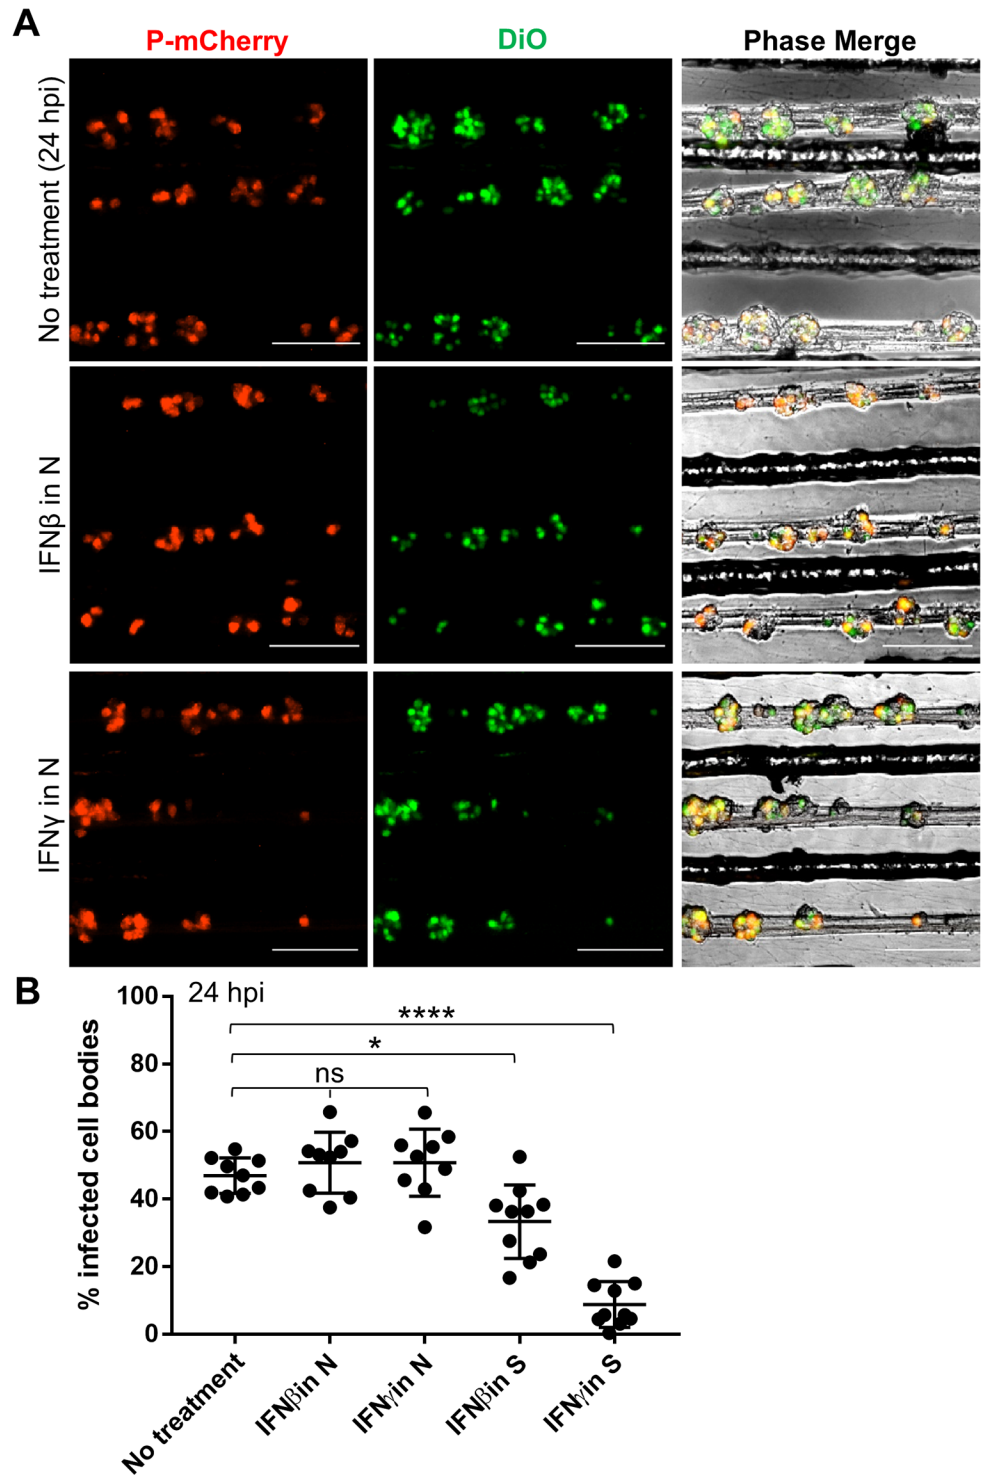 A
P-mCherry
DiO
Phase Merge
No treatment (24 hpi)
IFNβ in N
IFNγ in N
B
24 hpi
% infected cell bodies
100
80
60
40
20
0
****
*
ns
No treatment
IFNβin N
IFNγin N
IFNβin S
IFNγin S